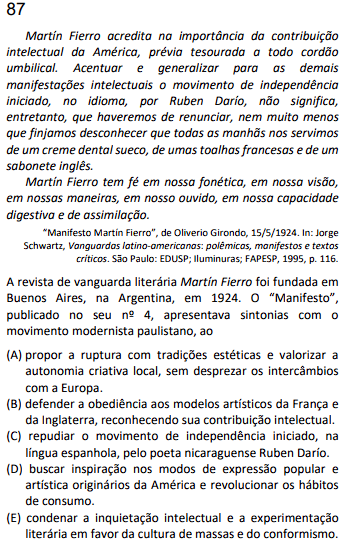 87
Martín Fierro acredita na importância da contribuição
intelectual da América, prévia tesourada a todo cordão
umbilical. Acentuar e generalizar para as demais
manifestações intelectuais o movimento de independência
iniciado, no idioma, por Ruben Darío, não significa,
entretanto, que haveremos de renunciar, nem muito menos
que finjamos desconhecer que todas as manhãs nos servimos
de um creme dental sueco, de umas toalhas francesas e de um
sabonete inglês.
Martín Fierro tem fé em nossa fonética, em nossa visão,
em nossas maneiras, em nosso ouvido, em nossa capacidade
digestiva e de assimilação.
“Manifesto Martín Fierro”, de Oliverio Girondo, 15/5/1924. In: Jorge
Schwartz, Vanguardas latino-americanas: polêmicas, manifestos e textos
críticos. São Paulo: EDUSP; Iluminuras; FAPESP, 1995, p. 116.
A revista de vanguarda literária Martín Fierro foi fundada em
Buenos Aires, na Argentina, em 1924. O “Manifesto”,
publicado no seu nº 4, apresentava sintonias com o
movimento modernista paulistano, ao
(A) propor a ruptura com tradições estéticas e valorizar a
autonomia criativa local, sem desprezar os intercâmbios
com a Europa.
(B) defender a obediência aos modelos artísticos da França e
da Inglaterra, reconhecendo sua contribuição intelectual.
(C) repudiar o movimento de independência iniciado, na
língua espanhola, pelo poeta nicaraguense Ruben Darío.
(D) buscar inspiração nos modos de expressão popular e
artística originários da América e revolucionar os hábitos
de consumo.
(E) condenar a inquietação intelectual e a experimentação
literária em favor da cultura de massas e do conformismo.